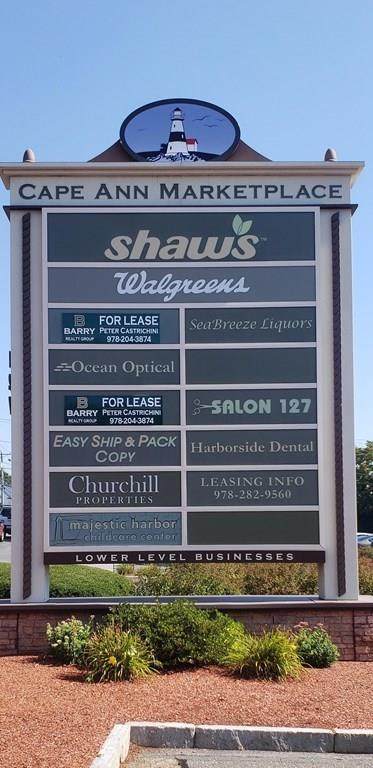 CAPE ANN MARKETPLACE
shaw's™
Walgreens
B
BARRY
REALTY GROUP
FOR LEASE
PETER CASTRICHINI
978-204-3874
SeaBreeze Liquors
Ocean Optical
B
BARRY
REALTY GROUP
FOR LEASE
PETER CASTRICHINI
978-204-3874
SALON 127
EASY SHIP & PACK
COPY
Harborside Dental
Churchill
PROPERTIES
LEASING INFO
978-282-9560
majestic harbor
childcare center
LOWER LEVEL BUSINESSES